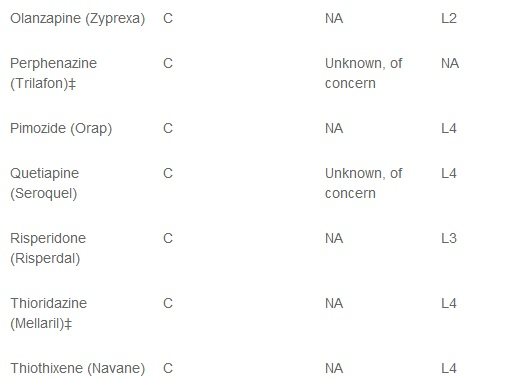 Olanzapine (Zyprexa) C NA L2
Perphenazine C Unknown, of NA
(Trilafon)‡ concern
Pimozide (Orap) C NA L4
Quetiapine C Unknown, of L4
(Seroquel) concern
Risperidone C NA L3
(Risperdal)
Thioridazine C NA L4
(Mellaril)‡
Thiothixene (Navane) C NA L4